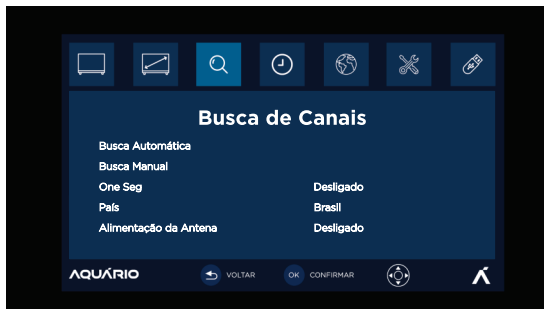 Busca de Canais
Busca Automática
Busca Manual
One Seg Desligado
País Brasil
Alimentação da Antena Desligado
AQUÁRIO VOLTAR OK CONFIRMAR